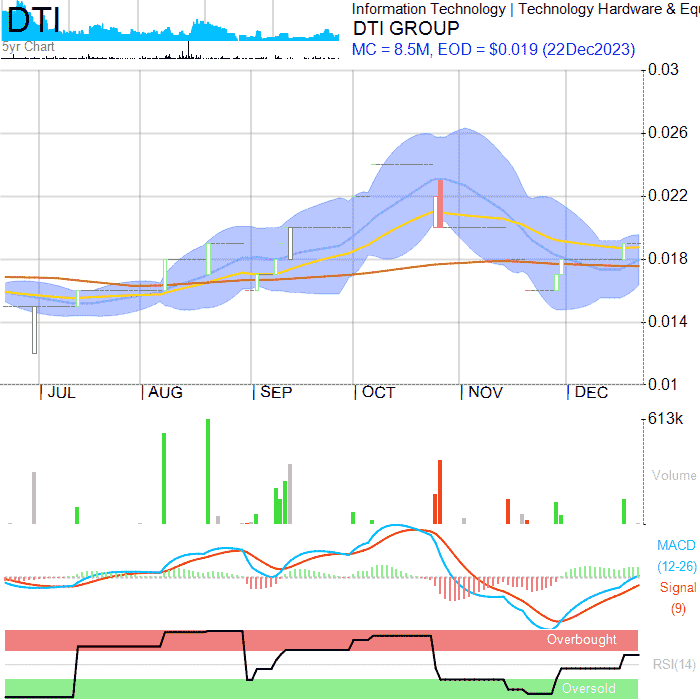 DTI
5yr Chart
Information Technology | Technology Hardware & Equ
DTI GROUP
MC = 8.5M, EOD = $0.019 (22Dec2023)
0.03
0.026
0.022
0.018
0.014
0.01
| JUL | AUG | SEP | OCT | NOV | DEC
613k
Volume
MACD
(12-26)
Signal
(9)
Overbought
RSI(14)
Oversold